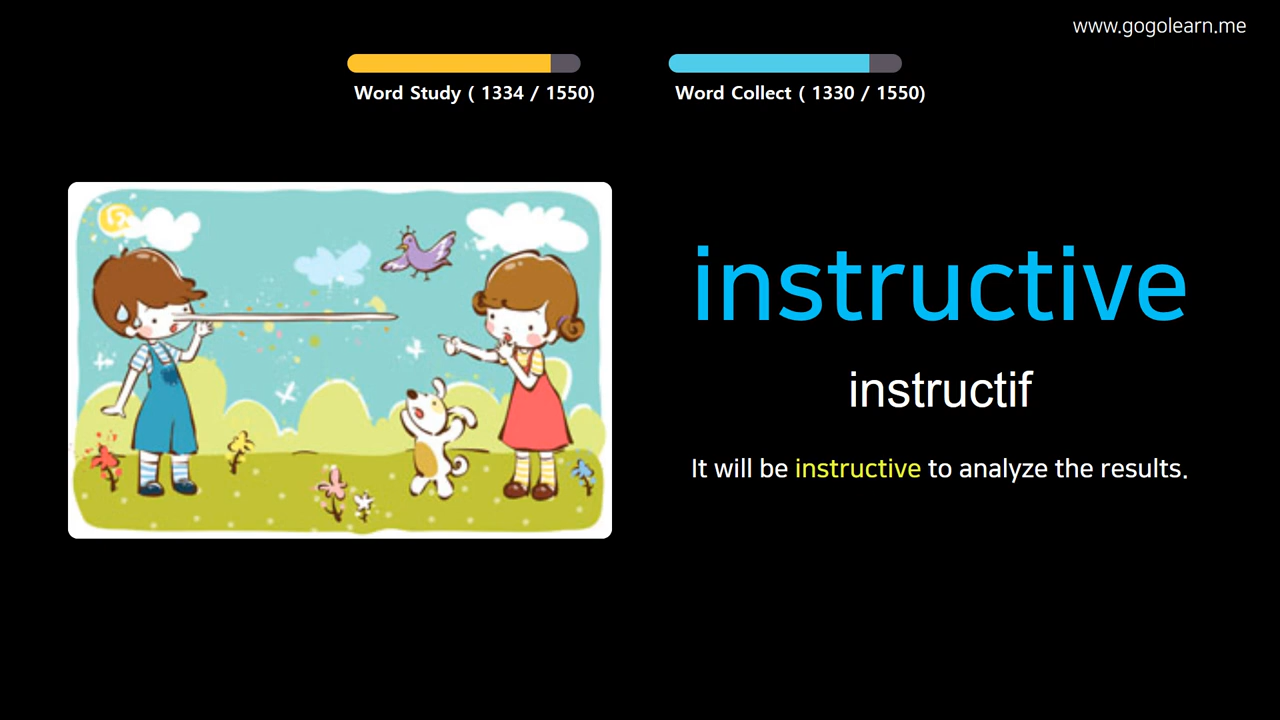 www.gogolearn.me
Word Study ( 1334 / 1550)
Word Collect ( 1330 / 1550)
instructive
instructif
It will be instructive to analyze the results.